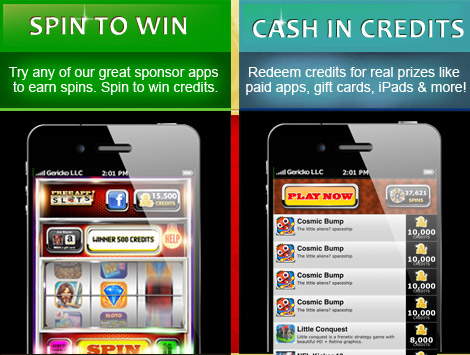 SPIN TO WIN
Try any of our great sponsor apps
to earn spins. Spin to win credits.
CASH IN CREDITS
Redeem credits for real prizes like
paid apps, gift cards, iPads & more!
Gericko LLC
2:01 PM
FREE APP
SLOTS
f
15,500
CREDITS
WINNER 500 CREDITS
HELP
SPIN
Gericko LLC
2:01 PM
PLAY NOW
37,621
SPINS
Cosmic Bump
The little aliens? spaceship
10,000
CREDITS
Cosmic Bump
The little aliens? spaceship
10,000
CREDITS
Cosmic Bump
The little aliens? spaceship
10,000
CREDITS
Cosmic Bump
The little aliens? spaceship
10,000
CREDITS
Little Conquest
Little conquest is a frenetic strategy game with
beautiful HD + Retina graphics.
8,000
CREDITS